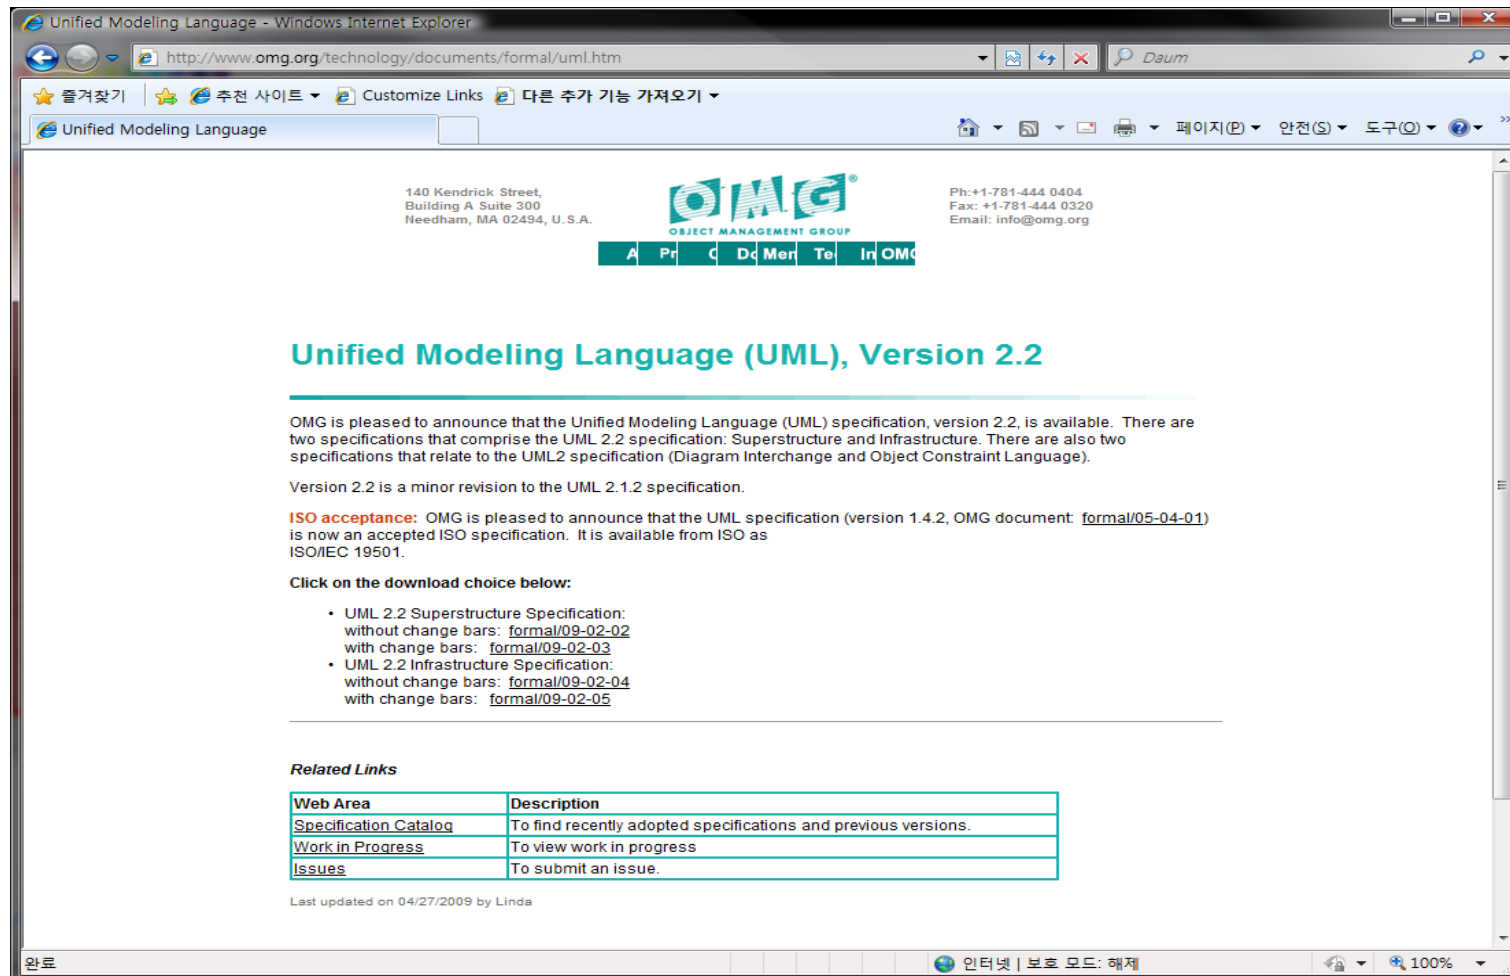 Unified Modeling Language - Windows Internet Explorer
http://www.omg.org/technology/documents/formal/uml.htm
Daum
즐겨찾기 추천 사이트 Customize Links 다른 추가 기능 가져오기
Unified Modeling Language
페이지(P) 안전(S) 도구(O)
140 Kendrick Street,
Building A Suite 300
Needham, MA 02494, U.S.A.
OMG®
OBJECT MANAGEMENT GROUP
Ph:+1-781-444 0404
Fax: +1-781-444 0320
Email: info@omg.org
A Pr C Do Men Te In OMG
Unified Modeling Language (UML), Version 2.2
OMG is pleased to announce that the Unified Modeling Language (UML) specification, version 2.2, is available. There are
two specifications that comprise the UML 2.2 specification: Superstructure and Infrastructure. There are also two
specifications that relate to the UML2 specification (Diagram Interchange and Object Constraint Language).
Version 2.2 is a minor revision to the UML 2.1.2 specification.
ISO acceptance: OMG is pleased to announce that the UML specification (version 1.4.2, OMG document: formal/05-04-01)
is now an accepted ISO specification. It is available from ISO as
ISO/IEC 19501.
Click on the download choice below:
• UML 2.2 Superstructure Specification:
without change bars: formal/09-02-02
with change bars: formal/09-02-03
• UML 2.2 Infrastructure Specification:
without change bars: formal/09-02-04
with change bars: formal/09-02-05
Related Links
Web Area Description
Specification Catalog To find recently adopted specifications and previous versions.
Work in Progress To view work in progress
Issues To submit an issue.
Last updated on 04/27/2009 by Linda
완료
인터넷 | 보호 모드: 해제
100%